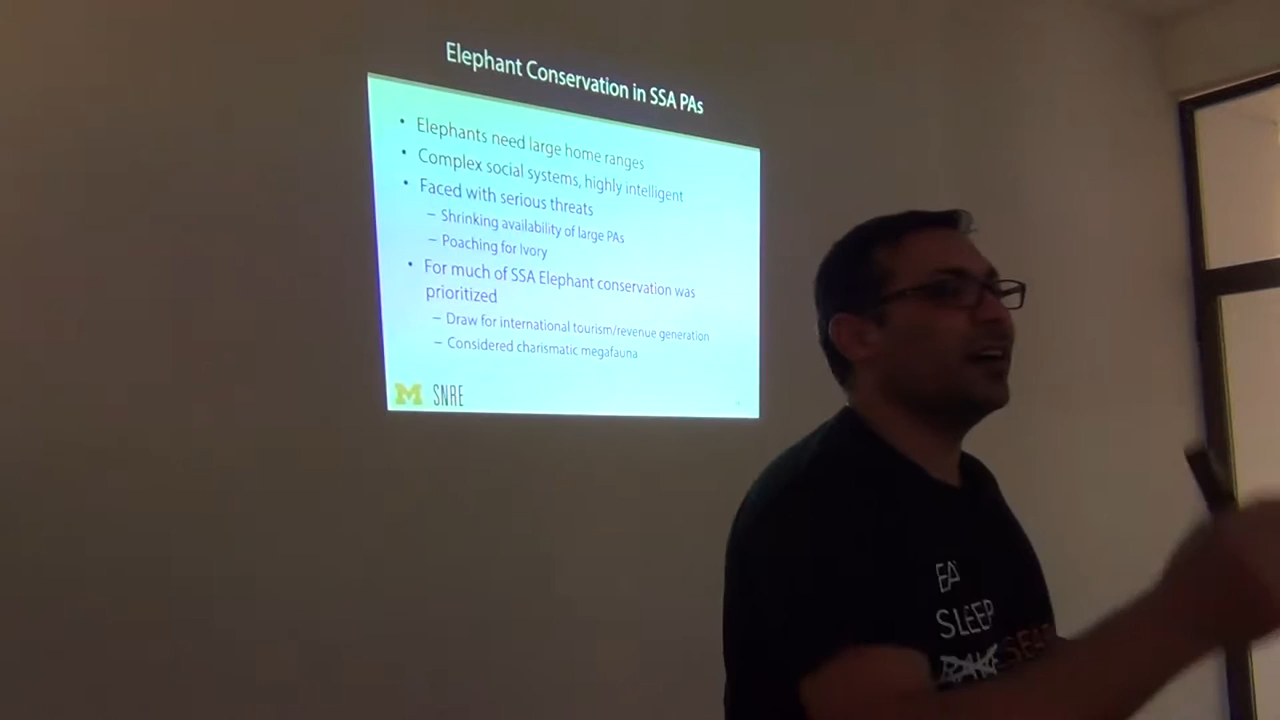 Elephant Conservation in SSA PAs
• Elephants need large home ranges
• Complex social systems, highly intelligent
• Faced with serious threats
– Shrinking availability of large PAs
– Poaching for Ivory
• For much of SSA Elephant conservation was
prioritized
– Draw for international tourism/revenue generation
– Considered charismatic megafauna
M SNRE
EA
SLEEP
SEA